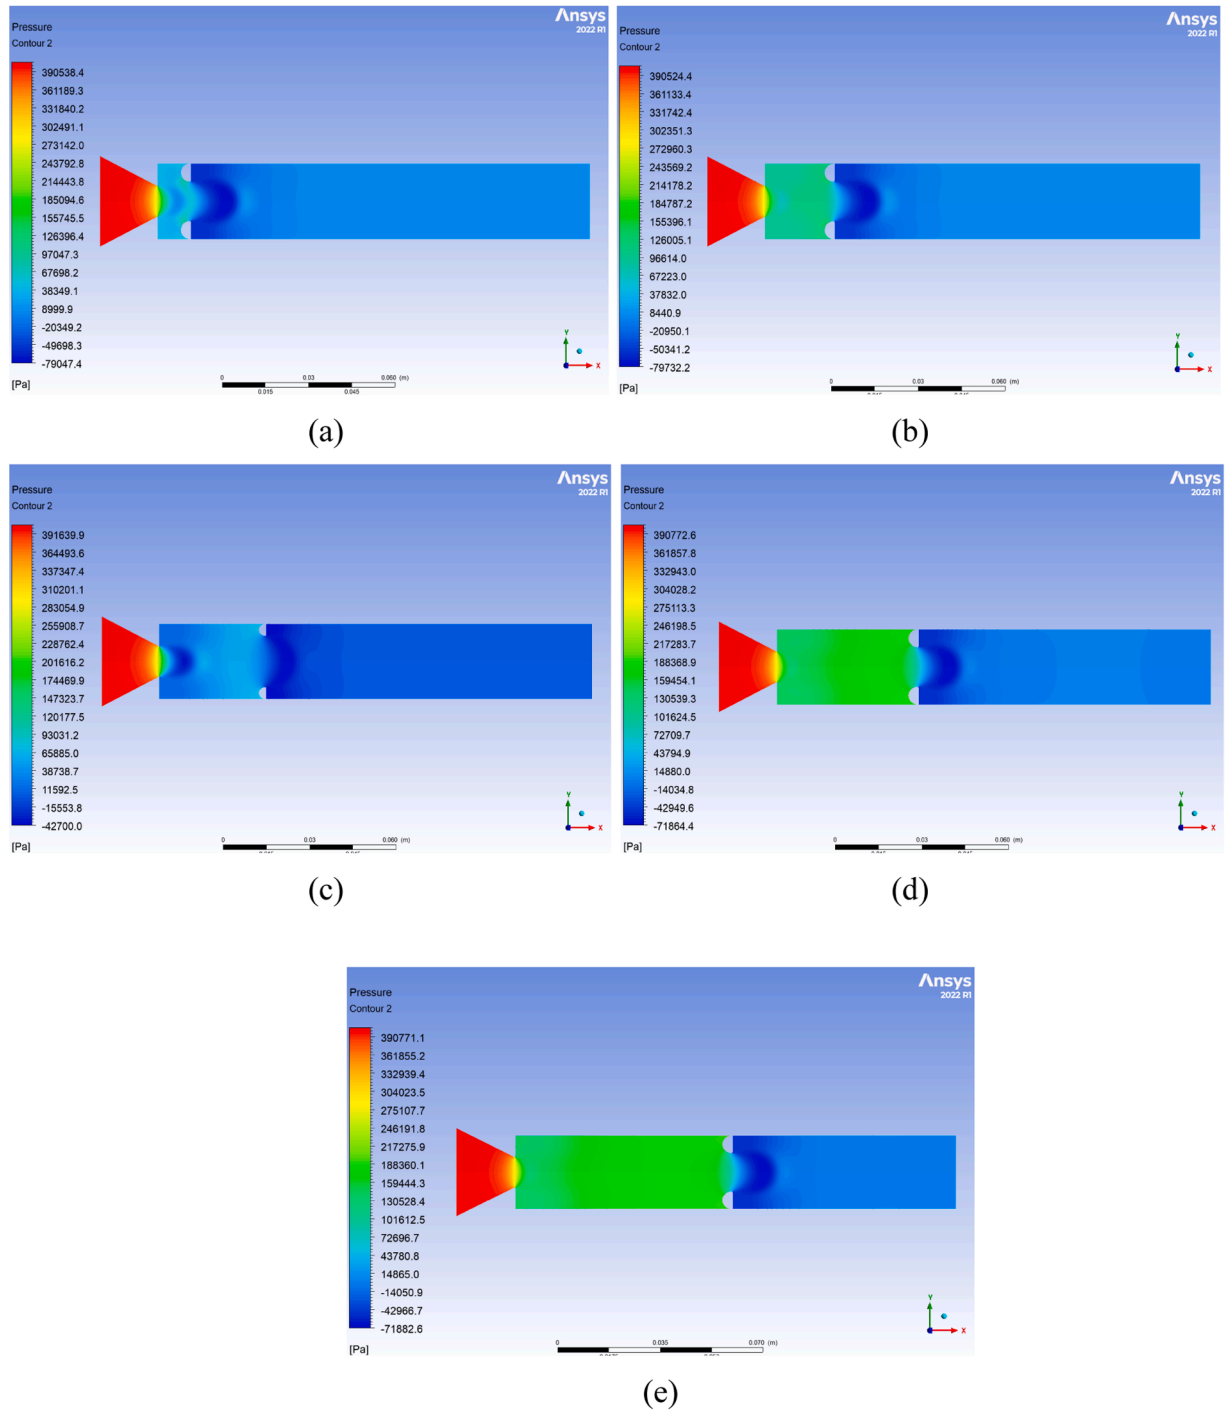 Ansys
2022 R1
Pressure
Contour 2
390538.4
361189.3
331840.2
302491.1
273142.0
243792.8
214443.8
185094.6
155745.5
126396.4
97047.3
67698.2
38349.1
8999.9
-20349.2
-49698.3
-79047.4
[Pa]
0 0.03 0.060 (m)
0.015 0.045
Y
X
(a)
Ansys
2022 R1
Pressure
Contour 2
390524.4
361133.4
331742.4
302351.3
272960.3
243569.2
214178.2
184787.2
155396.1
126005.1
96614.0
67223.0
37832.0
8440.9
-20950.1
-50341.2
-79732.2
[Pa]
0 0.03 0.060 (m)
Y
X
(b)
Ansys
2022 R1
Pressure
Contour 2
391639.9
364493.6
337347.4
310201.1
283054.9
255908.7
228762.4
201616.2
174469.9
147323.7
120177.5
93031.2
65885.0
38738.7
11592.5
-15553.8
-42700.0
[Pa]
0 0.03 0.060 (m)
Y
X
(c)
Ansys
2022 R1
Pressure
Contour 2
390772.6
361857.8
332943.0
304028.2
275113.3
246198.5
217283.7
188368.9
159454.1
130539.3
101624.5
72709.7
43794.9
14880.0
-14034.8
-42949.6
-71864.4
[Pa]
0 0.03 0.060 (m)
Y
X
(d)
Ansys
2022 R1
Pressure
Contour 2
390771.1
361855.2
332939.4
304023.5
275107.7
246191.8
217275.9
188360.1
159444.3
130528.4
101612.5
72696.7
43780.8
14865.0
-14050.9
-42966.7
-71882.6
[Pa]
0 0.035 0.070 (m)
Y
X
(e)